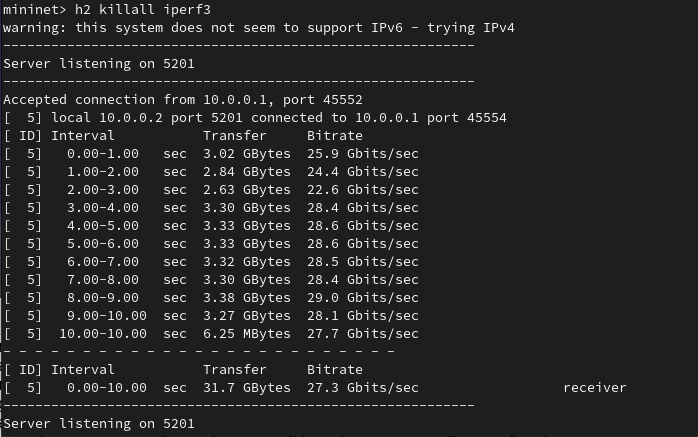 mininet> h2 killall iperf3
warning: this system does not seem to support IPv6 - trying IPv4
-----------------------------------------------------------
Server listening on 5201
-----------------------------------------------------------
Accepted connection from 10.0.0.1, port 45552
[  5] local 10.0.0.2 port 5201 connected to 10.0.0.1 port 45554
[ ID] Interval           Transfer     Bitrate
[  5]   0.00-1.00   sec  3.02 GBytes  25.9 Gbits/sec
[  5]   1.00-2.00   sec  2.84 GBytes  24.4 Gbits/sec
[  5]   2.00-3.00   sec  2.63 GBytes  22.6 Gbits/sec
[  5]   3.00-4.00   sec  3.30 GBytes  28.4 Gbits/sec
[  5]   4.00-5.00   sec  3.33 GBytes  28.6 Gbits/sec
[  5]   5.00-6.00   sec  3.33 GBytes  28.6 Gbits/sec
[  5]   6.00-7.00   sec  3.32 GBytes  28.5 Gbits/sec
[  5]   7.00-8.00   sec  3.30 GBytes  28.4 Gbits/sec
[  5]   8.00-9.00   sec  3.38 GBytes  29.0 Gbits/sec
[  5]   9.00-10.00  sec  3.27 GBytes  28.1 Gbits/sec
[  5]  10.00-10.00  sec  6.25 MBytes  27.7 Gbits/sec
- - - - - - - - - - - - - - - - - - - - - - - - -
[ ID] Interval           Transfer     Bitrate
[  5]   0.00-10.00  sec  31.7 GBytes  27.3 Gbits/sec                  receiver
-----------------------------------------------------------
Server listening on 5201